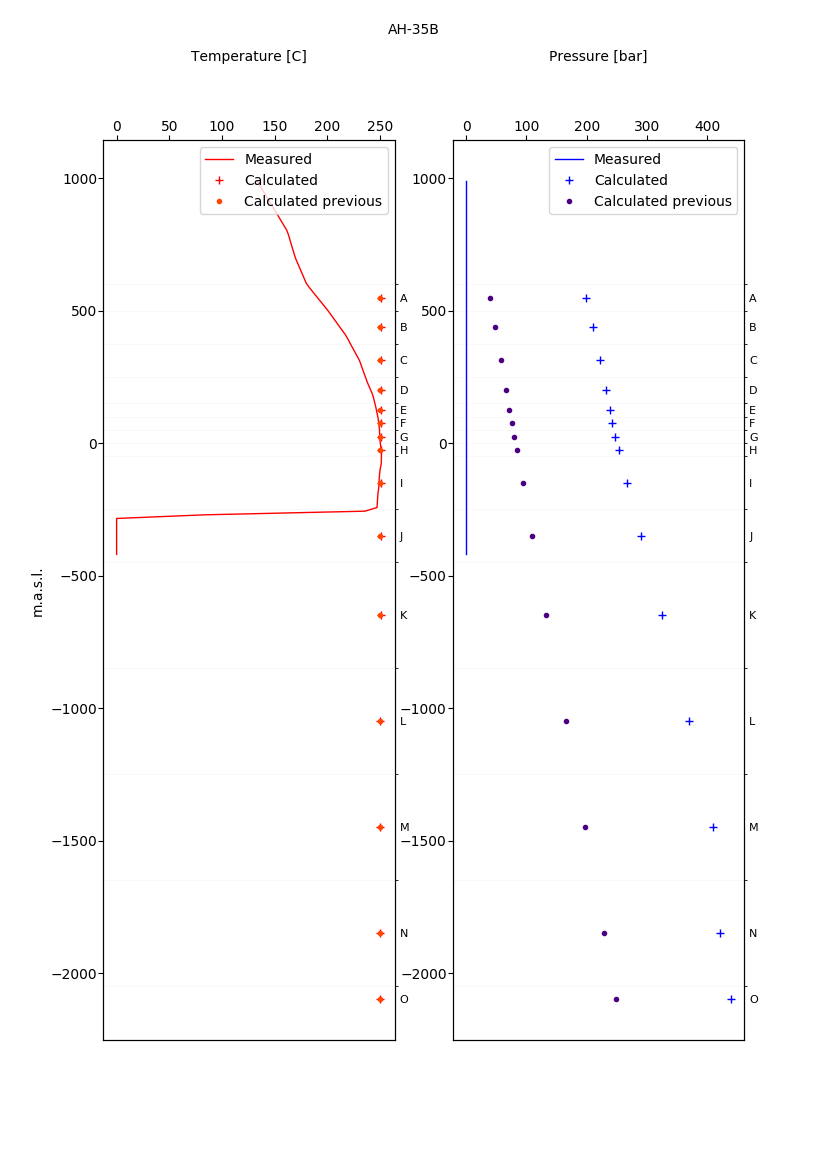 AH-35B
Temperature [C]
Pressure [bar]
0 50 100 150 200 250
0 100 200 300 400
Measured
Calculated
Calculated previous
Measured
Calculated
Calculated previous
m.a.s.l.
1000
500
0
−500
−1000
−1500
−2000
A
B
C
D
E
F
G
H
I
J
K
L
M
N
O
1000
500
0
−500
−1000
−1500
−2000
A
B
C
D
E
F
G
H
I
J
K
L
M
N
O